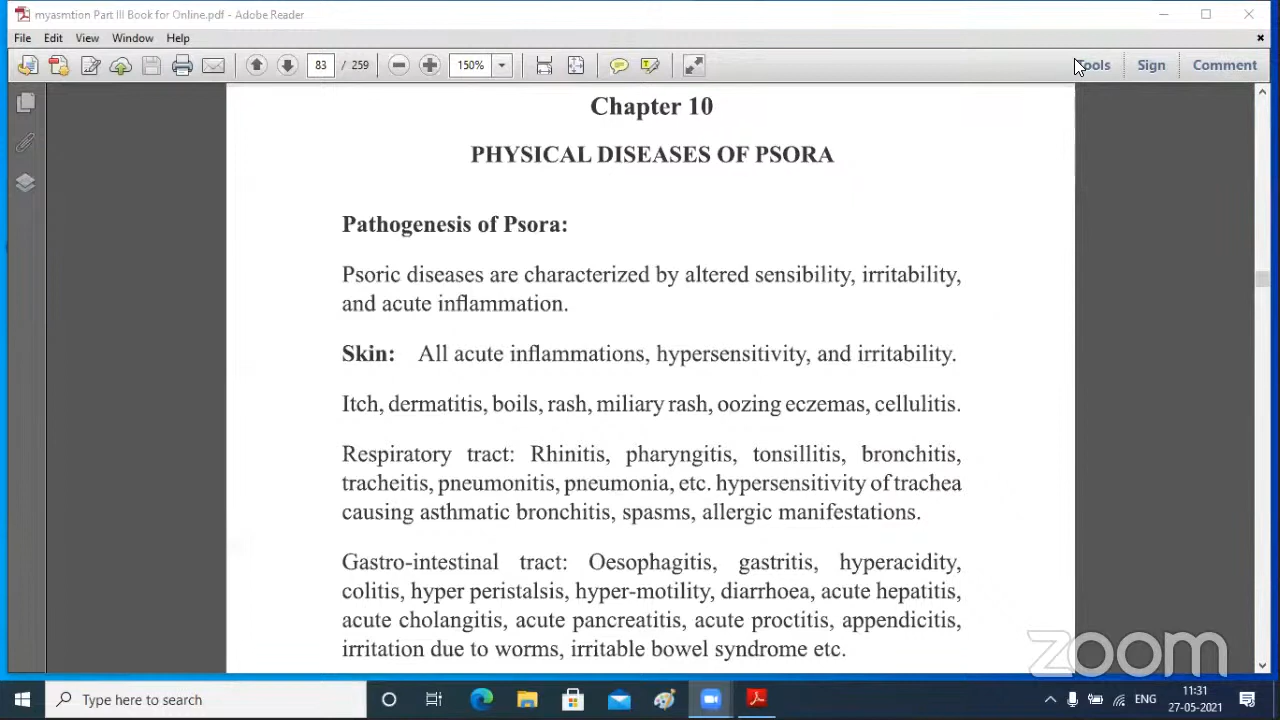 myasmtion Part III Book for Online.pdf - Adobe Reader
File Edit View Window Help
83 / 259 150% Tools Sign Comment
Chapter 10
PHYSICAL DISEASES OF PSORA
Pathogenesis of Psora:
Psoric diseases are characterized by altered sensibility, irritability,
and acute inflammation.
Skin: All acute inflammations, hypersensitivity, and irritability.
Itch, dermatitis, boils, rash, miliary rash, oozing eczemas, cellulitis.
Respiratory tract: Rhinitis, pharyngitis, tonsillitis, bronchitis,
tracheitis, pneumonitis, pneumonia, etc. hypersensitivity of trachea
causing asthmatic bronchitis, spasms, allergic manifestations.
Gastro-intestinal tract: Oesophagitis, gastritis, hyperacidity,
colitis, hyper peristalsis, hyper-motility, diarrhoea, acute hepatitis,
acute cholangitis, acute pancreatitis, acute proctitis, appendicitis,
irritation due to worms, irritable bowel syndrome etc.
zoom
Type here to search
ENG
11:31
27-05-2021